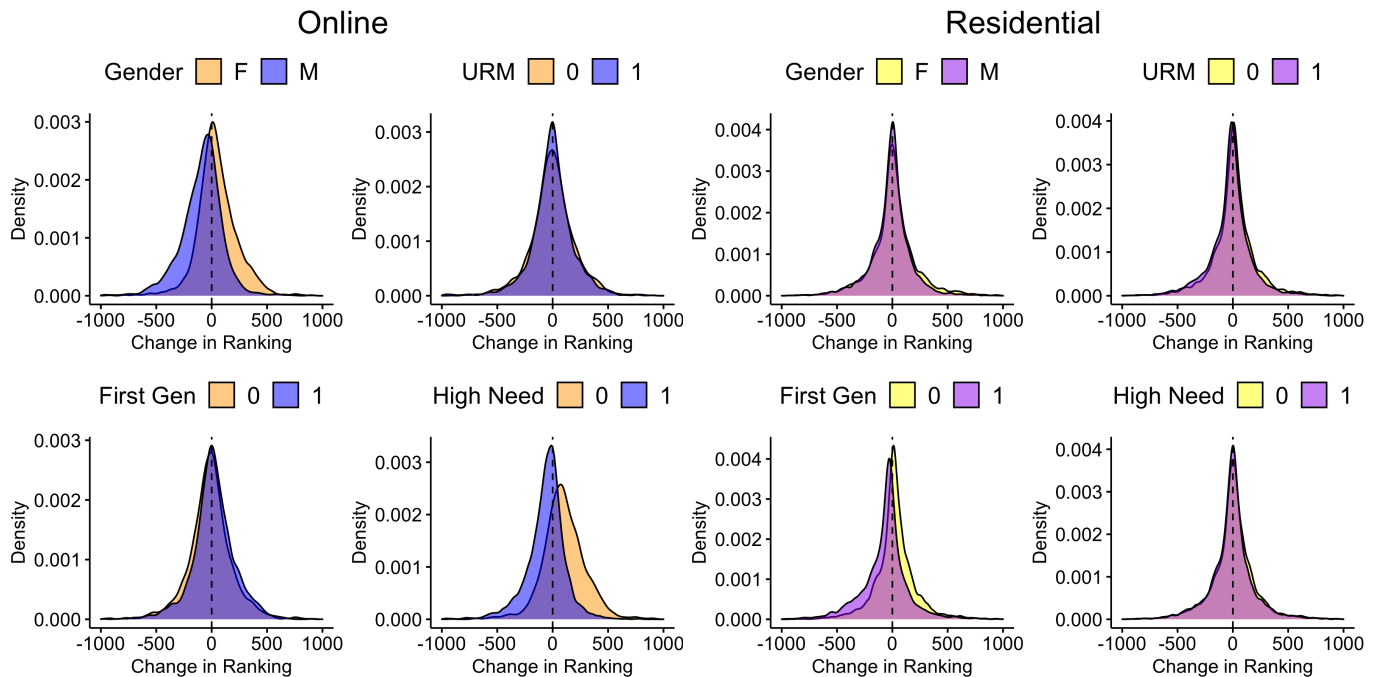 Online
Residential
Gender F M
URM 0 1
Gender F M
URM 0 1
0.003
0.002
0.001
0.000
Density
-1000 -500 0 500 1000
Change in Ranking
0.003
0.002
0.001
0.000
Density
-1000 -500 0 500 1000
Change in Ranking
0.004
0.003
0.002
0.001
0.000
Density
-1000 -500 0 500 1000
Change in Ranking
0.004
0.003
0.002
0.001
0.000
Density
-1000 -500 0 500 1000
Change in Ranking
First Gen 0 1
High Need 0 1
First Gen 0 1
High Need 0 1
0.003
0.002
0.001
0.000
Density
-1000 -500 0 500 1000
Change in Ranking
0.003
0.002
0.001
0.000
Density
-1000 -500 0 500 1000
Change in Ranking
0.004
0.003
0.002
0.001
0.000
Density
-1000 -500 0 500 1000
Change in Ranking
0.004
0.003
0.002
0.001
0.000
Density
-1000 -500 0 500 1000
Change in Ranking